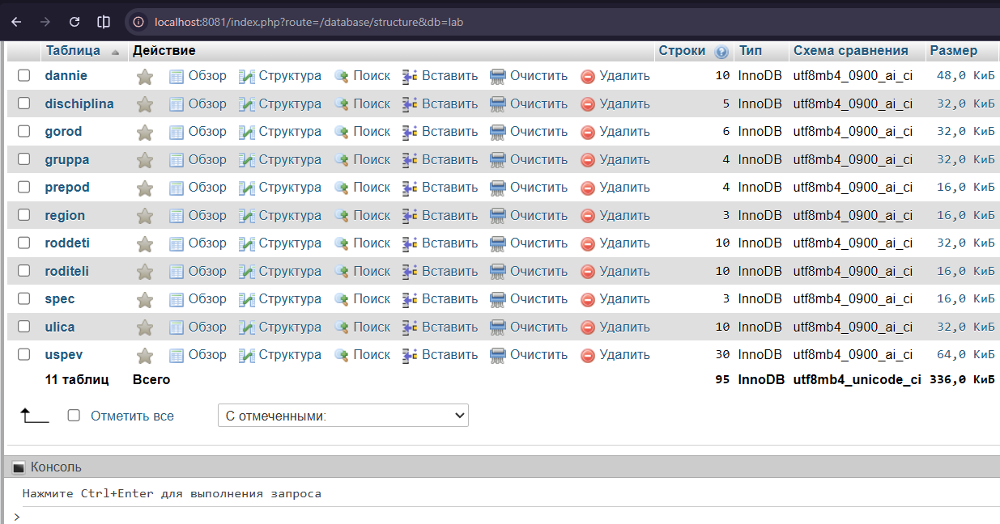 localhost:8081/index.php?route=/database/structure&db=lab
Таблица Действие Строки Тип Схема сравнения Размер
dannie Обзор Структура Поиск Вставить Очистить Удалить 10 InnoDB utf8mb4_0900_ai_ci 48,0 КиБ
dischiplina Обзор Структура Поиск Вставить Очистить Удалить 5 InnoDB utf8mb4_0900_ai_ci 32,0 КиБ
gorod Обзор Структура Поиск Вставить Очистить Удалить 6 InnoDB utf8mb4_0900_ai_ci 32,0 КиБ
gruppa Обзор Структура Поиск Вставить Очистить Удалить 4 InnoDB utf8mb4_0900_ai_ci 32,0 КиБ
prepod Обзор Структура Поиск Вставить Очистить Удалить 4 InnoDB utf8mb4_0900_ai_ci 16,0 КиБ
region Обзор Структура Поиск Вставить Очистить Удалить 3 InnoDB utf8mb4_0900_ai_ci 16,0 КиБ
roddeti Обзор Структура Поиск Вставить Очистить Удалить 10 InnoDB utf8mb4_0900_ai_ci 32,0 КиБ
roditeli Обзор Структура Поиск Вставить Очистить Удалить 10 InnoDB utf8mb4_0900_ai_ci 16,0 КиБ
spec Обзор Структура Поиск Вставить Очистить Удалить 3 InnoDB utf8mb4_0900_ai_ci 16,0 КиБ
ulica Обзор Структура Поиск Вставить Очистить Удалить 10 InnoDB utf8mb4_0900_ai_ci 32,0 КиБ
uspev Обзор Структура Поиск Вставить Очистить Удалить 30 InnoDB utf8mb4_0900_ai_ci 64,0 КиБ
11 таблиц Всего 95 InnoDB utf8mb4_unicode_ci 336,0 КиБ
Отметить все С отмеченными:
Консоль
Нажмите Ctrl+Enter для выполнения запроса
>